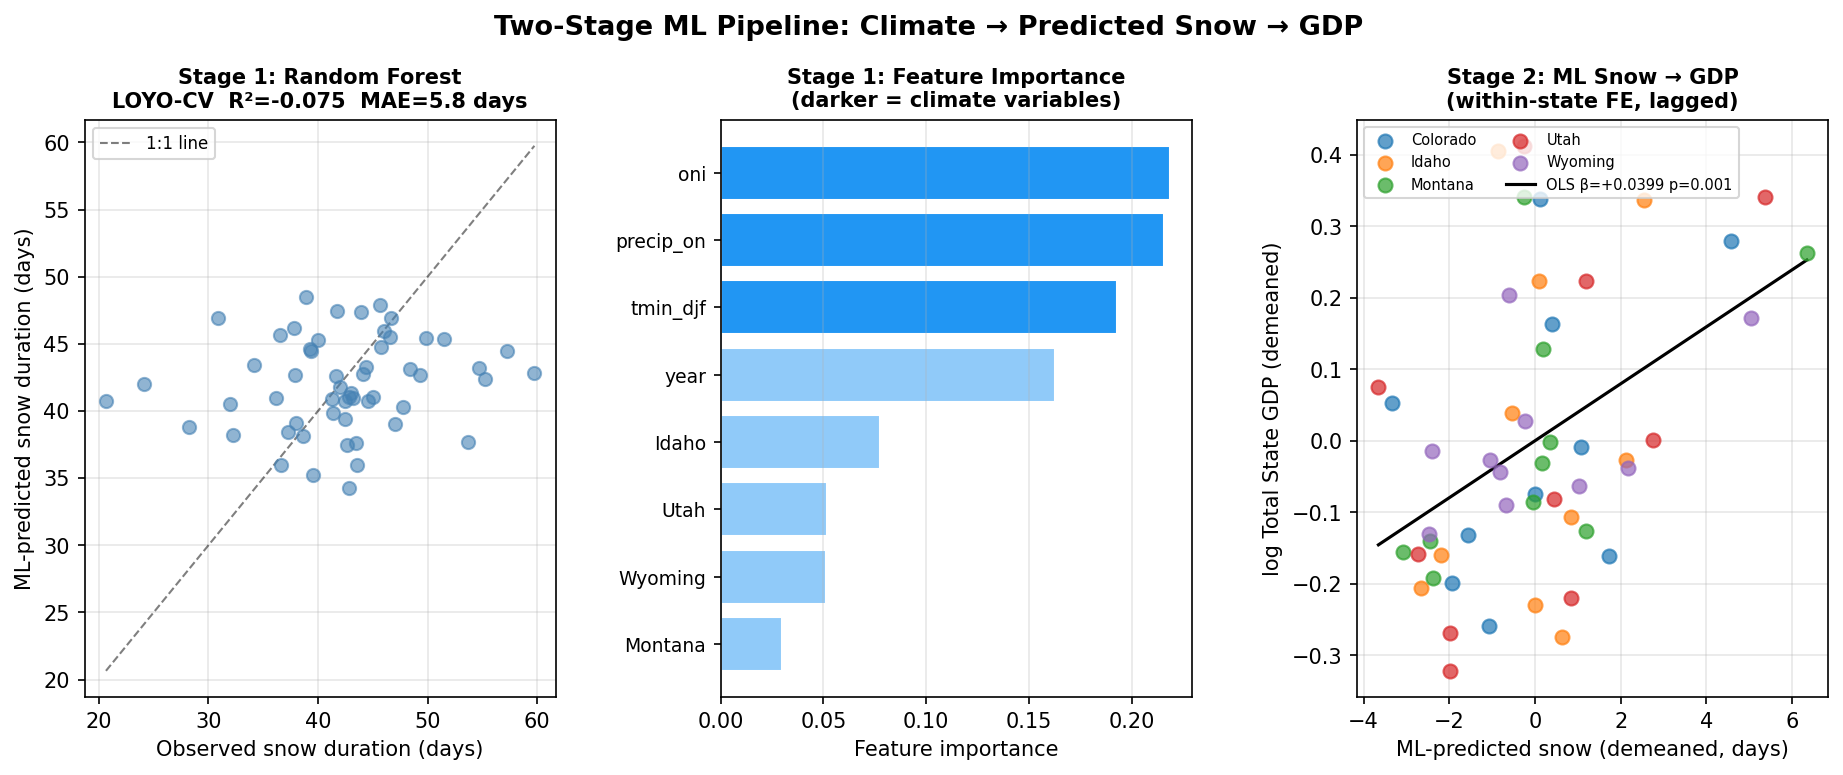 Two-Stage ML Pipeline: Climate → Predicted Snow → GDP
Stage 1: Random Forest
LOYO-CV  R²=-0.075  MAE=5.8 days
1:1 line
60
55
50
45
40
35
30
25
20
ML-predicted snow duration (days)
20 30 40 50 60
Observed snow duration (days)
Stage 1: Feature Importance
(darker = climate variables)
oni
precip_on
tmin_djf
year
Idaho
Utah
Wyoming
Montana
0.00 0.05 0.10 0.15 0.20
Feature importance
Stage 2: ML Snow → GDP
(within-state FE, lagged)
Colorado
Idaho
Montana
Utah
Wyoming
OLS β=+0.0399 p=0.001
0.4
0.3
0.2
0.1
0.0
−0.1
−0.2
−0.3
log Total State GDP (demeaned)
−4 −2 0 2 4 6
ML-predicted snow (demeaned, days)